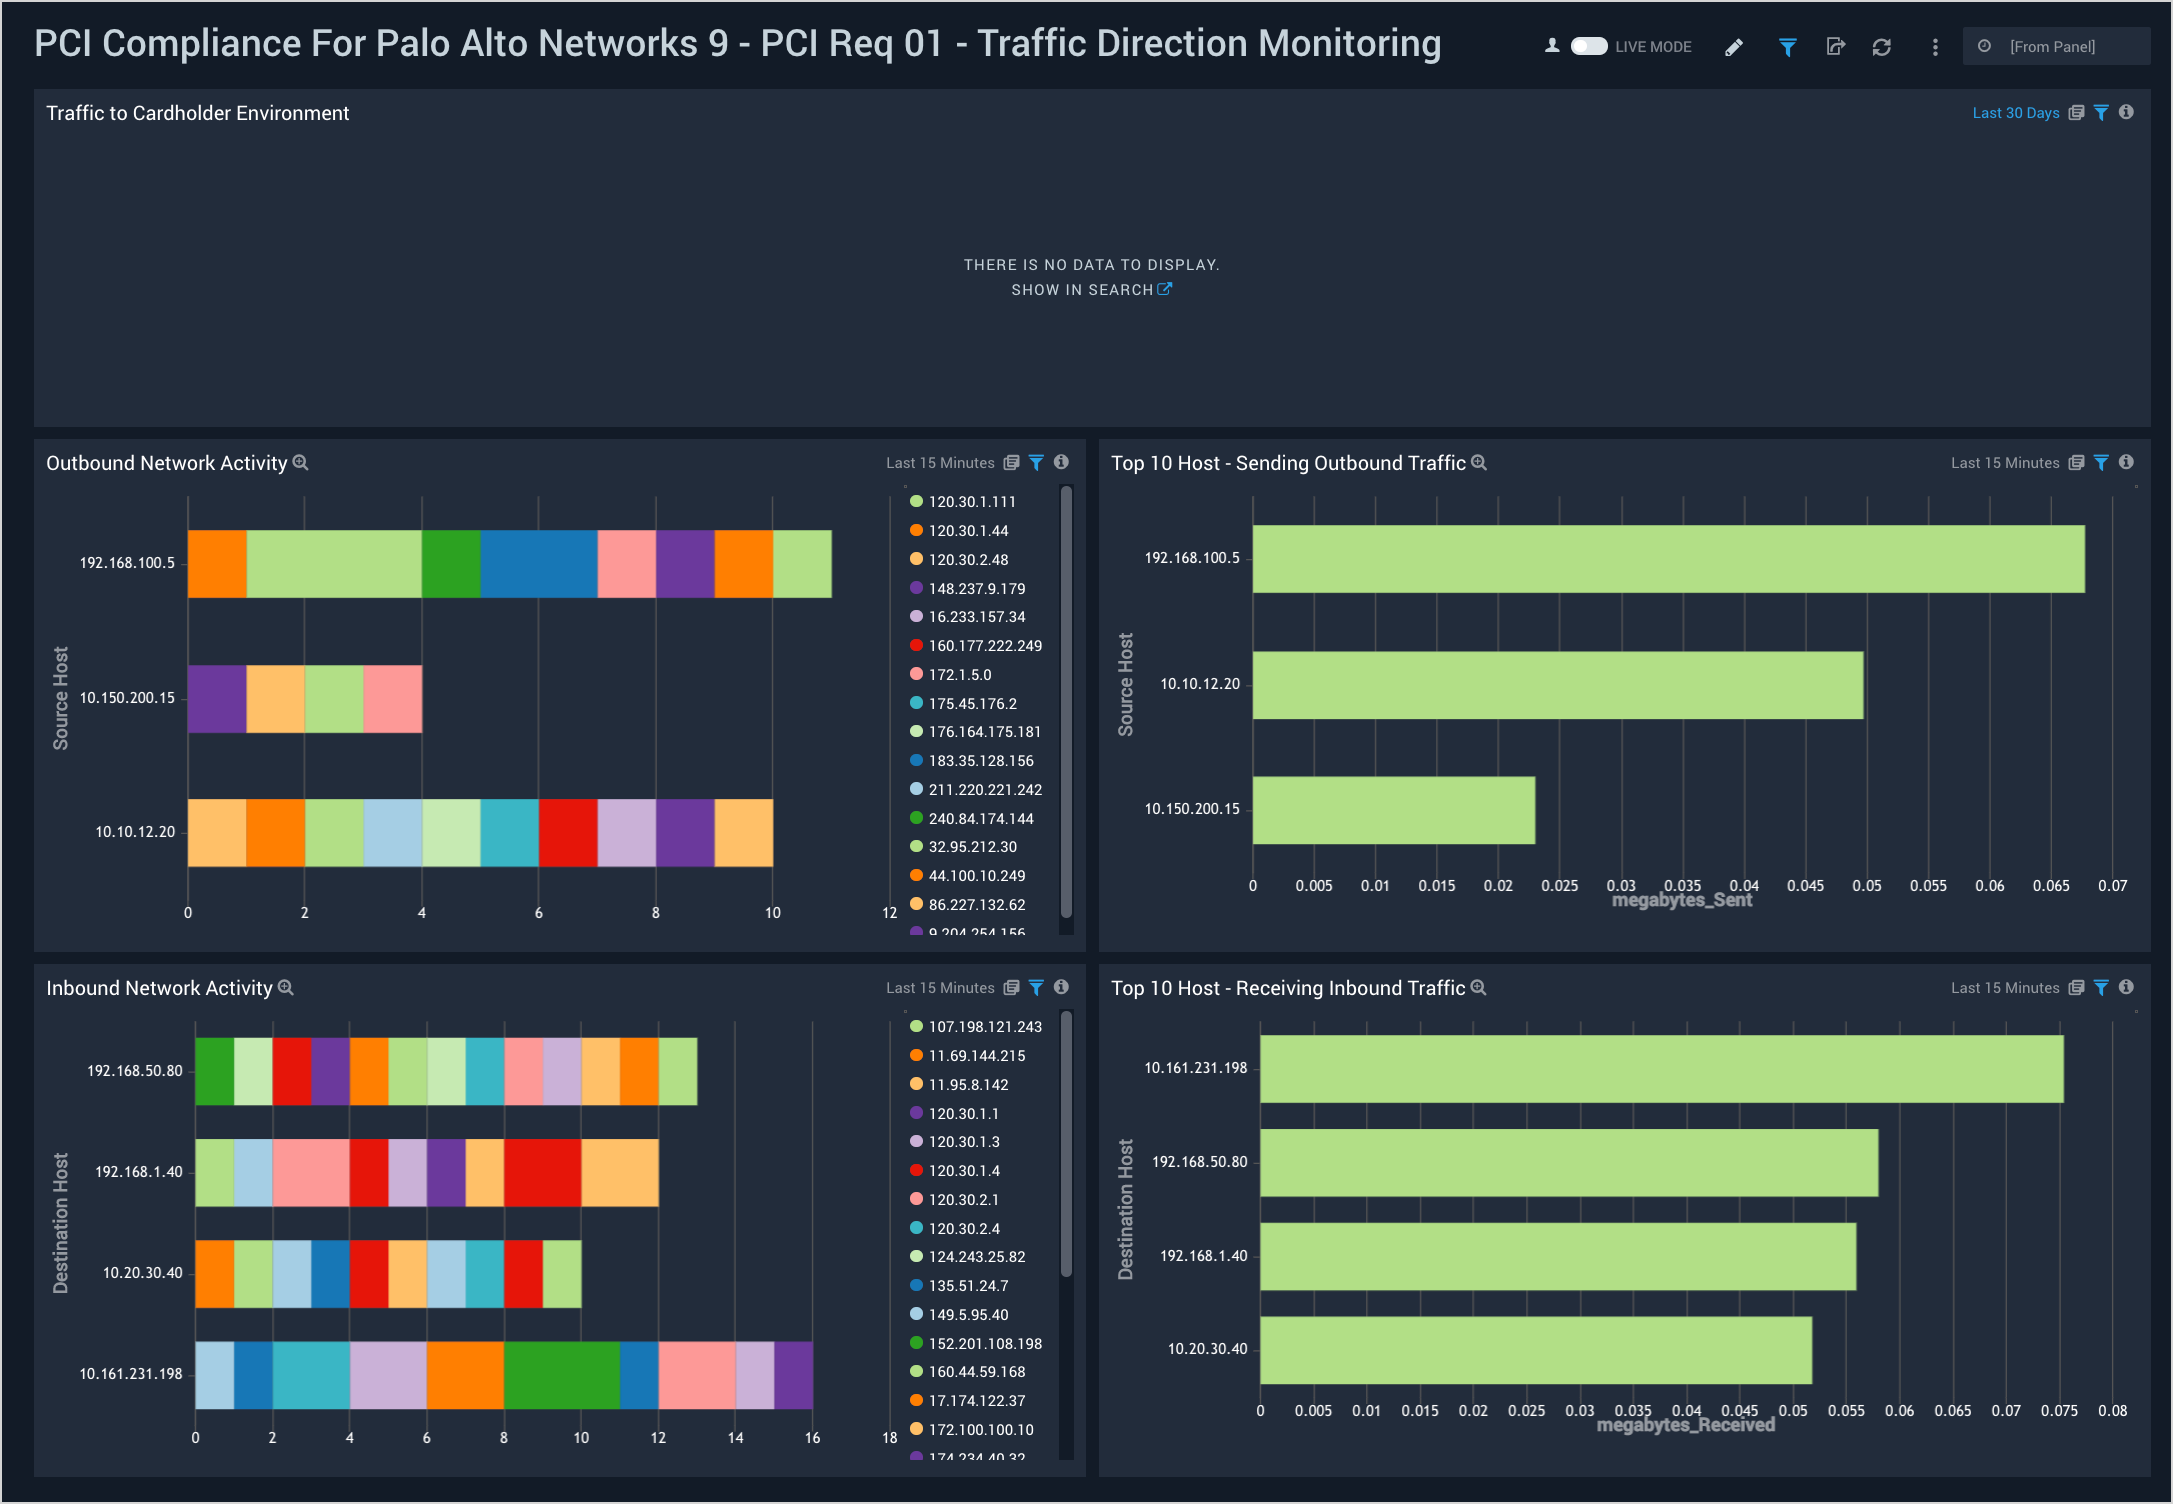 PCI Compliance For Palo Alto Networks 9 - PCI Req 01 - Traffic Direction Monitoring
LIVE MODE
[From Panel]
Traffic to Cardholder Environment
Last 30 Days
THERE IS NO DATA TO DISPLAY.
SHOW IN SEARCH
Outbound Network Activity
Last 15 Minutes
Source Host
192.168.100.5
10.150.200.15
10.10.12.20
0 2 4 6 8 10 12
120.30.1.111
120.30.1.44
120.30.2.48
148.237.9.179
16.233.157.34
160.177.222.249
172.1.5.0
175.45.176.2
176.164.175.181
183.35.128.156
211.220.221.242
240.84.174.144
32.95.212.30
44.100.10.249
86.227.132.62
9.204.254.156
Top 10 Host - Sending Outbound Traffic
Last 15 Minutes
Source Host
192.168.100.5
10.10.12.20
10.150.200.15
0 0.005 0.01 0.015 0.02 0.025 0.03 0.035 0.04 0.045 0.05 0.055 0.06 0.065 0.07
megabytes_Sent
Inbound Network Activity
Last 15 Minutes
Destination Host
192.168.50.80
192.168.1.40
10.20.30.40
10.161.231.198
0 2 4 6 8 10 12 14 16 18
107.198.121.243
11.69.144.215
11.95.8.142
120.30.1.1
120.30.1.3
120.30.1.4
120.30.2.1
120.30.2.4
124.243.25.82
135.51.24.7
149.5.95.40
152.201.108.198
160.44.59.168
17.174.122.37
172.100.100.10
174.234.40.32
Top 10 Host - Receiving Inbound Traffic
Last 15 Minutes
Destination Host
10.161.231.198
192.168.50.80
192.168.1.40
10.20.30.40
0 0.005 0.01 0.015 0.02 0.025 0.03 0.035 0.04 0.045 0.05 0.055 0.06 0.065 0.07 0.075 0.08
megabytes_Received